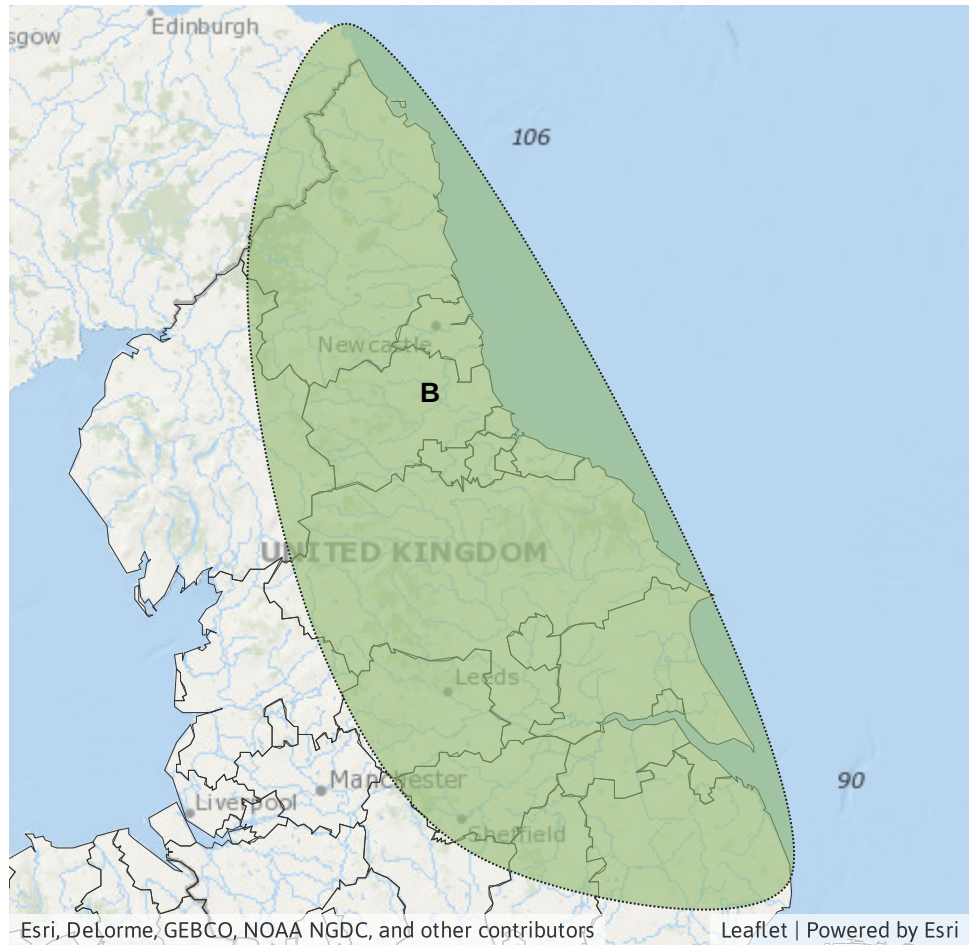 Edinburgh
sgow
106
Newcastle
B
UNITED KINGDOM
Leeds
Manchester
90
Liverpool
Sheffield
Esri, DeLorme, GEBCO, NOAA NGDC, and other contributors
Leaflet | Powered by Esri